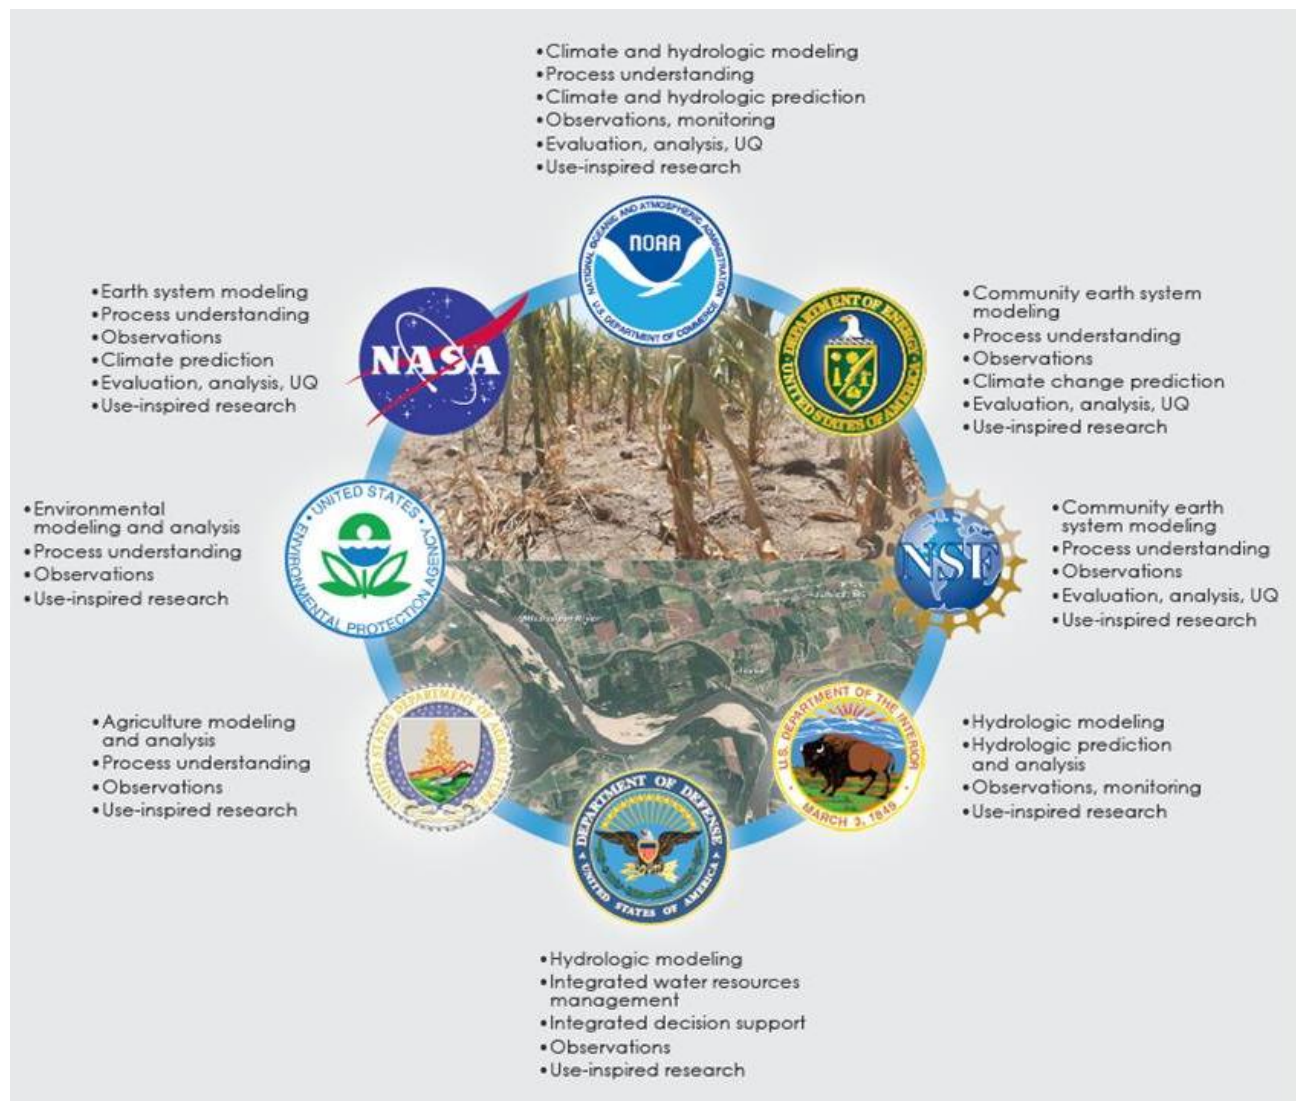 •Climate and hydrologic modeling
•Process understanding
•Climate and hydrologic prediction
•Observations, monitoring
•Evaluation, analysis, UQ
•Use-inspired research
NATIONAL OCEANIC AND ATMOSPHERIC ADMINISTRATION
NOAA
U.S. DEPARTMENT OF COMMERCE
•Earth system modeling
•Process understanding
•Observations
•Climate prediction
•Evaluation, analysis, UQ
•Use-inspired research
NASA
DEPARTMENT OF ENERGY
UNITED STATES OF AMERICA
•Community earth system
modeling
•Process understanding
•Observations
•Climate change prediction
•Evaluation, analysis, UQ
•Use-inspired research
•Environmental
modeling and analysis
•Process understanding
•Observations
•Use-inspired research
UNITED STATES
ENVIRONMENTAL PROTECTION AGENCY
NSF
•Community earth
system modeling
•Process understanding
•Observations
•Evaluation, analysis, UQ
•Use-inspired research
Mississippi River
•Agriculture modeling
and analysis
•Process understanding
•Observations
•Use-inspired research
UNITED STATES DEPARTMENT OF AGRICULTURE
U.S. DEPARTMENT OF THE INTERIOR
MARCH 3, 1849
•Hydrologic modeling
•Hydrologic prediction
and analysis
•Observations, monitoring
•Use-inspired research
DEPARTMENT OF DEFENSE
UNITED STATES OF AMERICA
•Hydrologic modeling
•Integrated water resources
management
•Integrated decision support
•Observations
•Use-inspired research